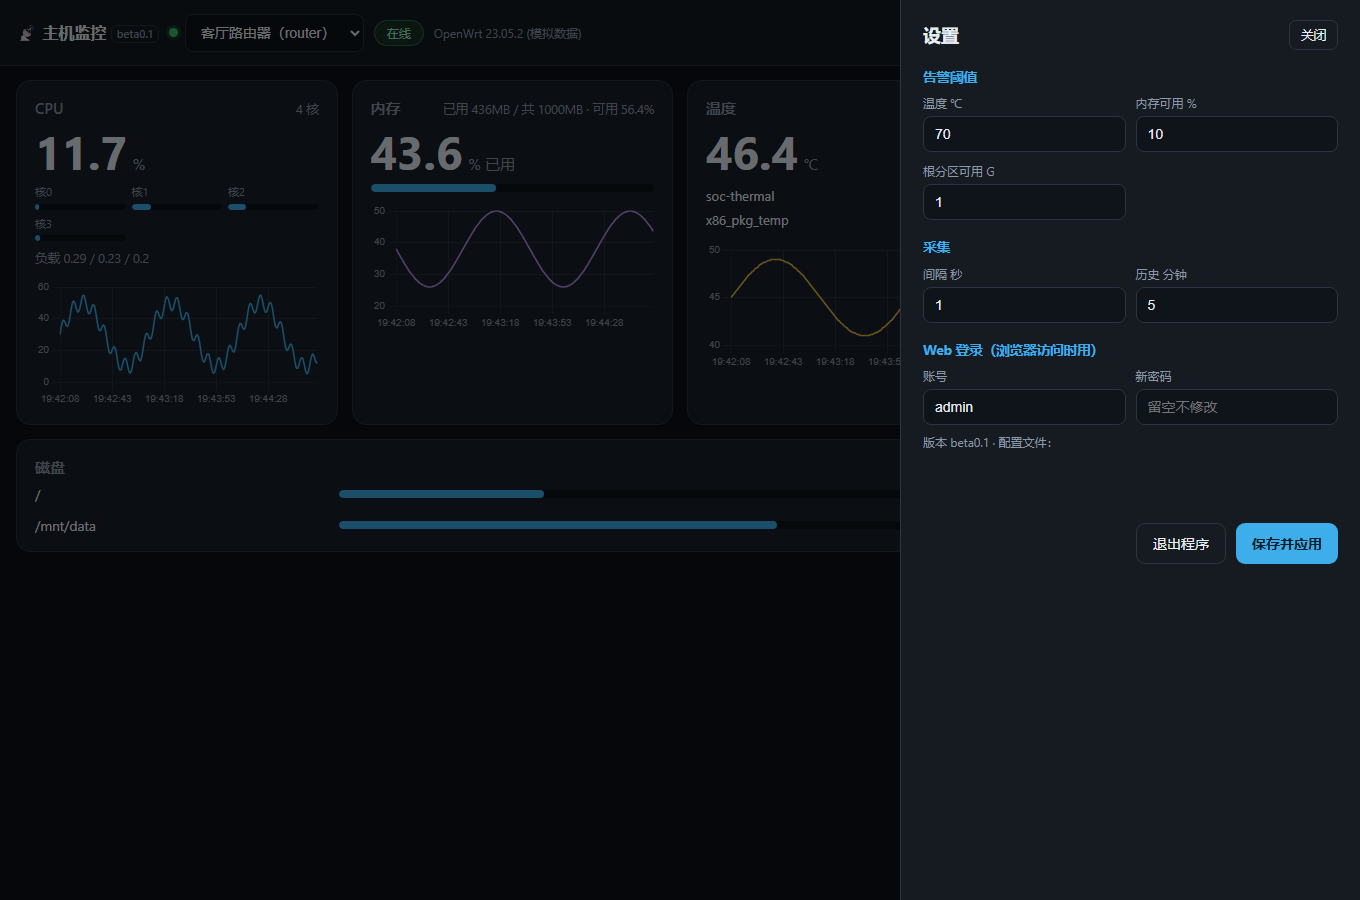 主机监控 beta0.1 客厅路由器（router） 在线 OpenWrt 23.05.2 (模拟数据)
CPU 4 核
11.7 %
核0 核1 核2
核3
负载 0.29 / 0.23 / 0.2
60
40
20
0
19:42:08 19:42:43 19:43:18 19:43:53 19:44:28
内存 已用 436MB / 共 1000MB · 可用 56.4%
43.6 % 已用
50
40
30
20
19:42:08 19:42:43 19:43:18 19:43:53 19:44:28
温度
46.4 °C
soc-thermal
x86_pkg_temp
50
45
40
19:42:08 19:42:43 19:43:18 19:43:5
磁盘
/
/mnt/data
设置 关闭
告警阈值
温度 °C 内存可用 %
70 10
根分区可用 G
1
采集
间隔 秒 历史 分钟
1 5
Web 登录（浏览器访问时用）
账号 新密码
admin 留空不修改
版本 beta0.1 · 配置文件:
退出程序 保存并应用